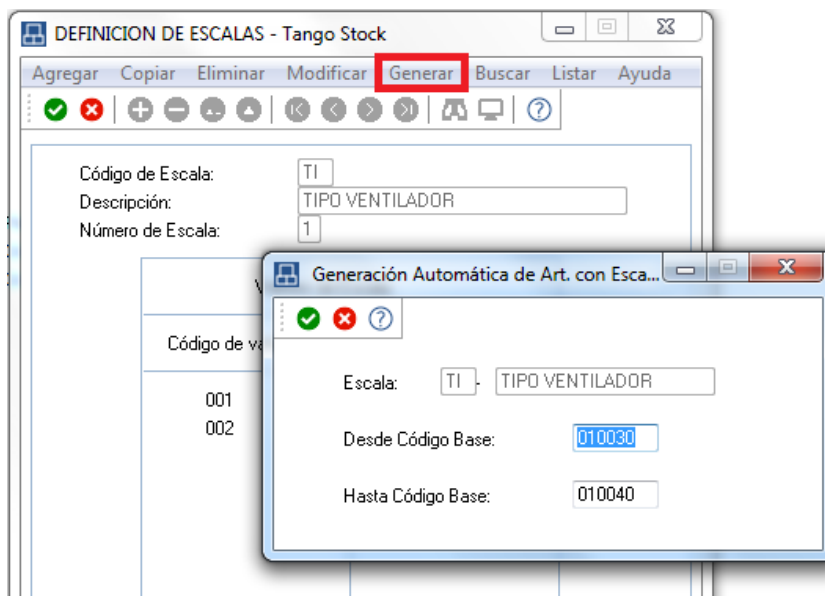 DEFINICION DE ESCALAS - Tango Stock
Agregar Copiar Eliminar Modificar Generar Buscar Listar Ayuda
Código de Escala: TI
Descripción: TIPO VENTILADOR
Número de Escala: 1
Código de
001
002
Generación Automática de Art. con Esca...
Escala: TI - TIPO VENTILADOR
Desde Código Base: 010030
Hasta Código Base: 010040